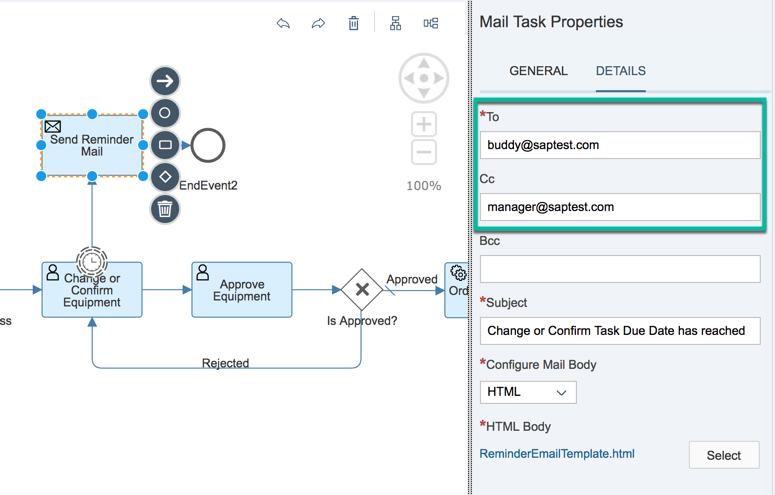 Send Reminder
Mail
EndEvent2
100%
Change or
Confirm
Equipment
Approve
Equipment
Approved
Ord
Is Approved?
ss
Rejected
Mail Task Properties
GENERAL
DETAILS
*To
buddy@saptest.com
Cc
manager@saptest.com
Bcc
*Subject
Change or Confirm Task Due Date has reached
*Configure Mail Body
HTML
*HTML Body
ReminderEmailTemplate.html
Select